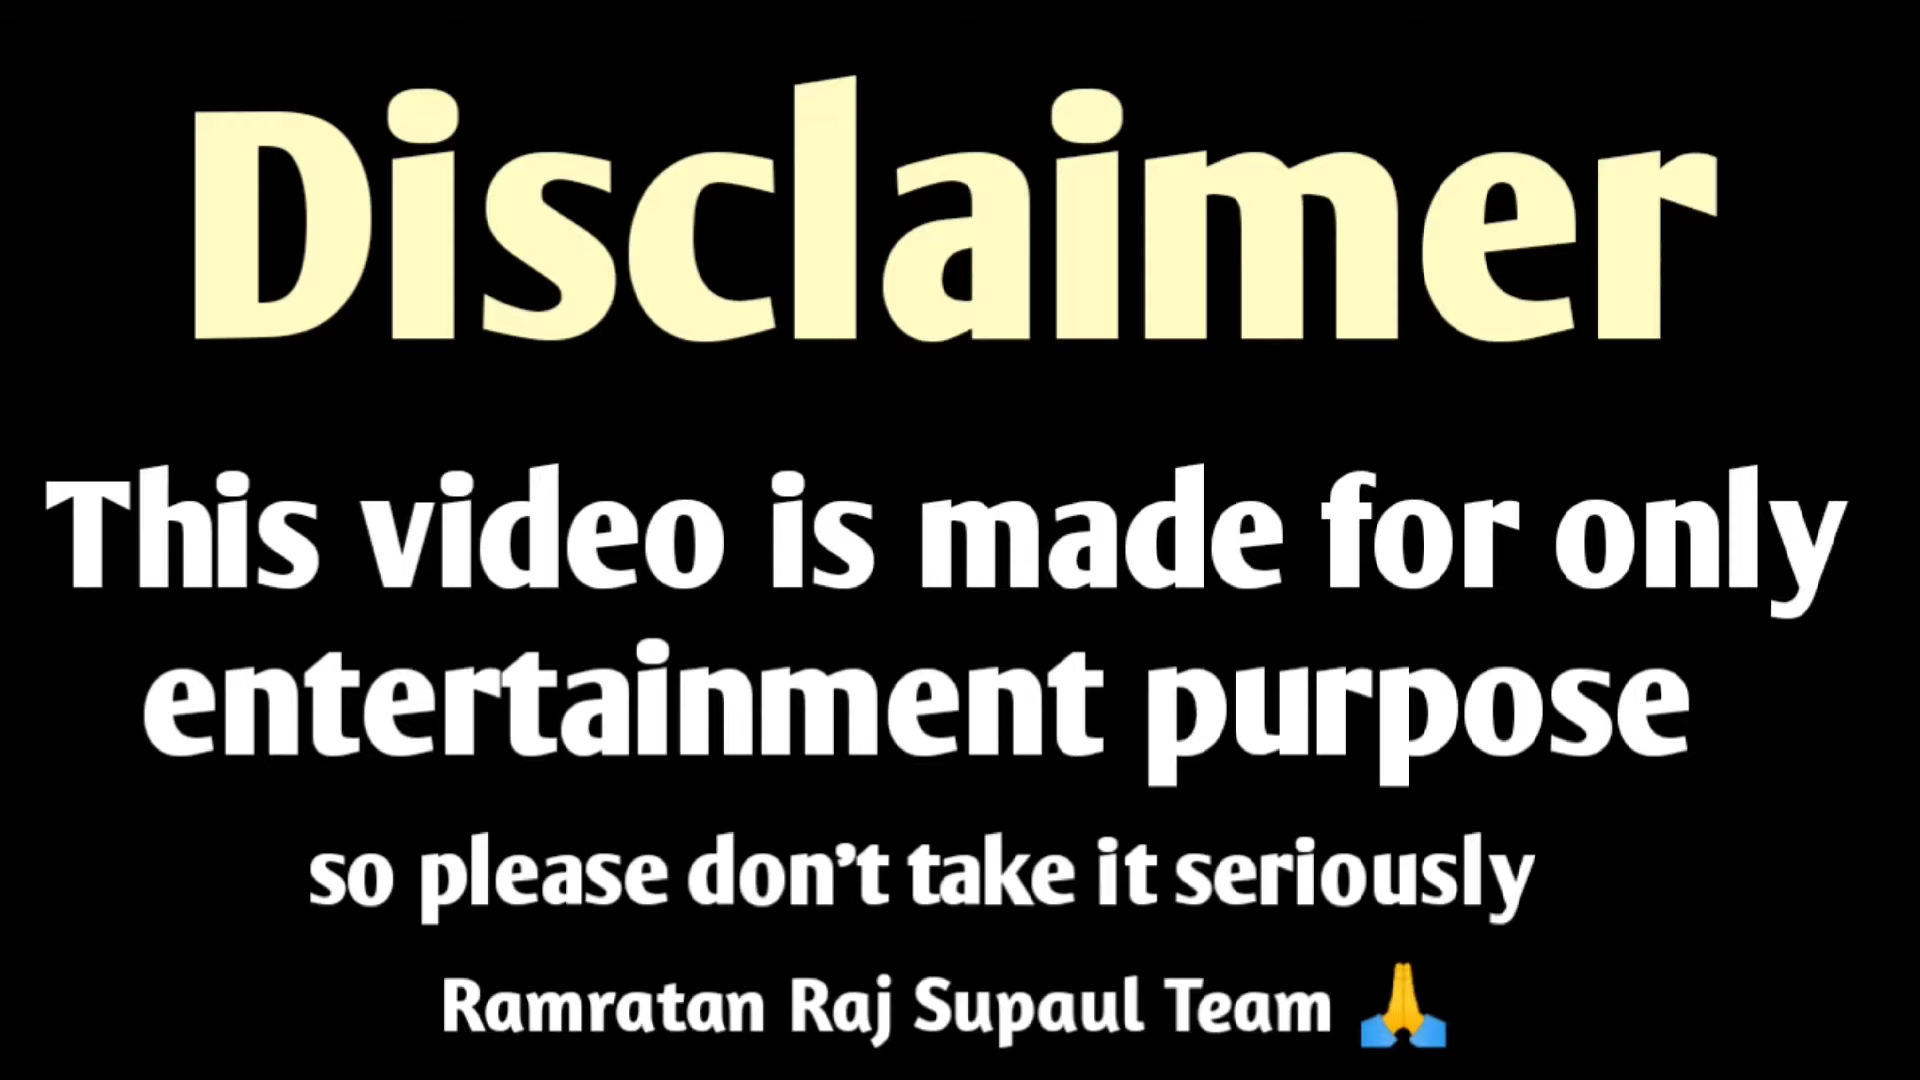 Disclaimer
This video is made for only
entertainment purpose
so please don't take it seriously
Ramratan Raj Supaul Team 🙏